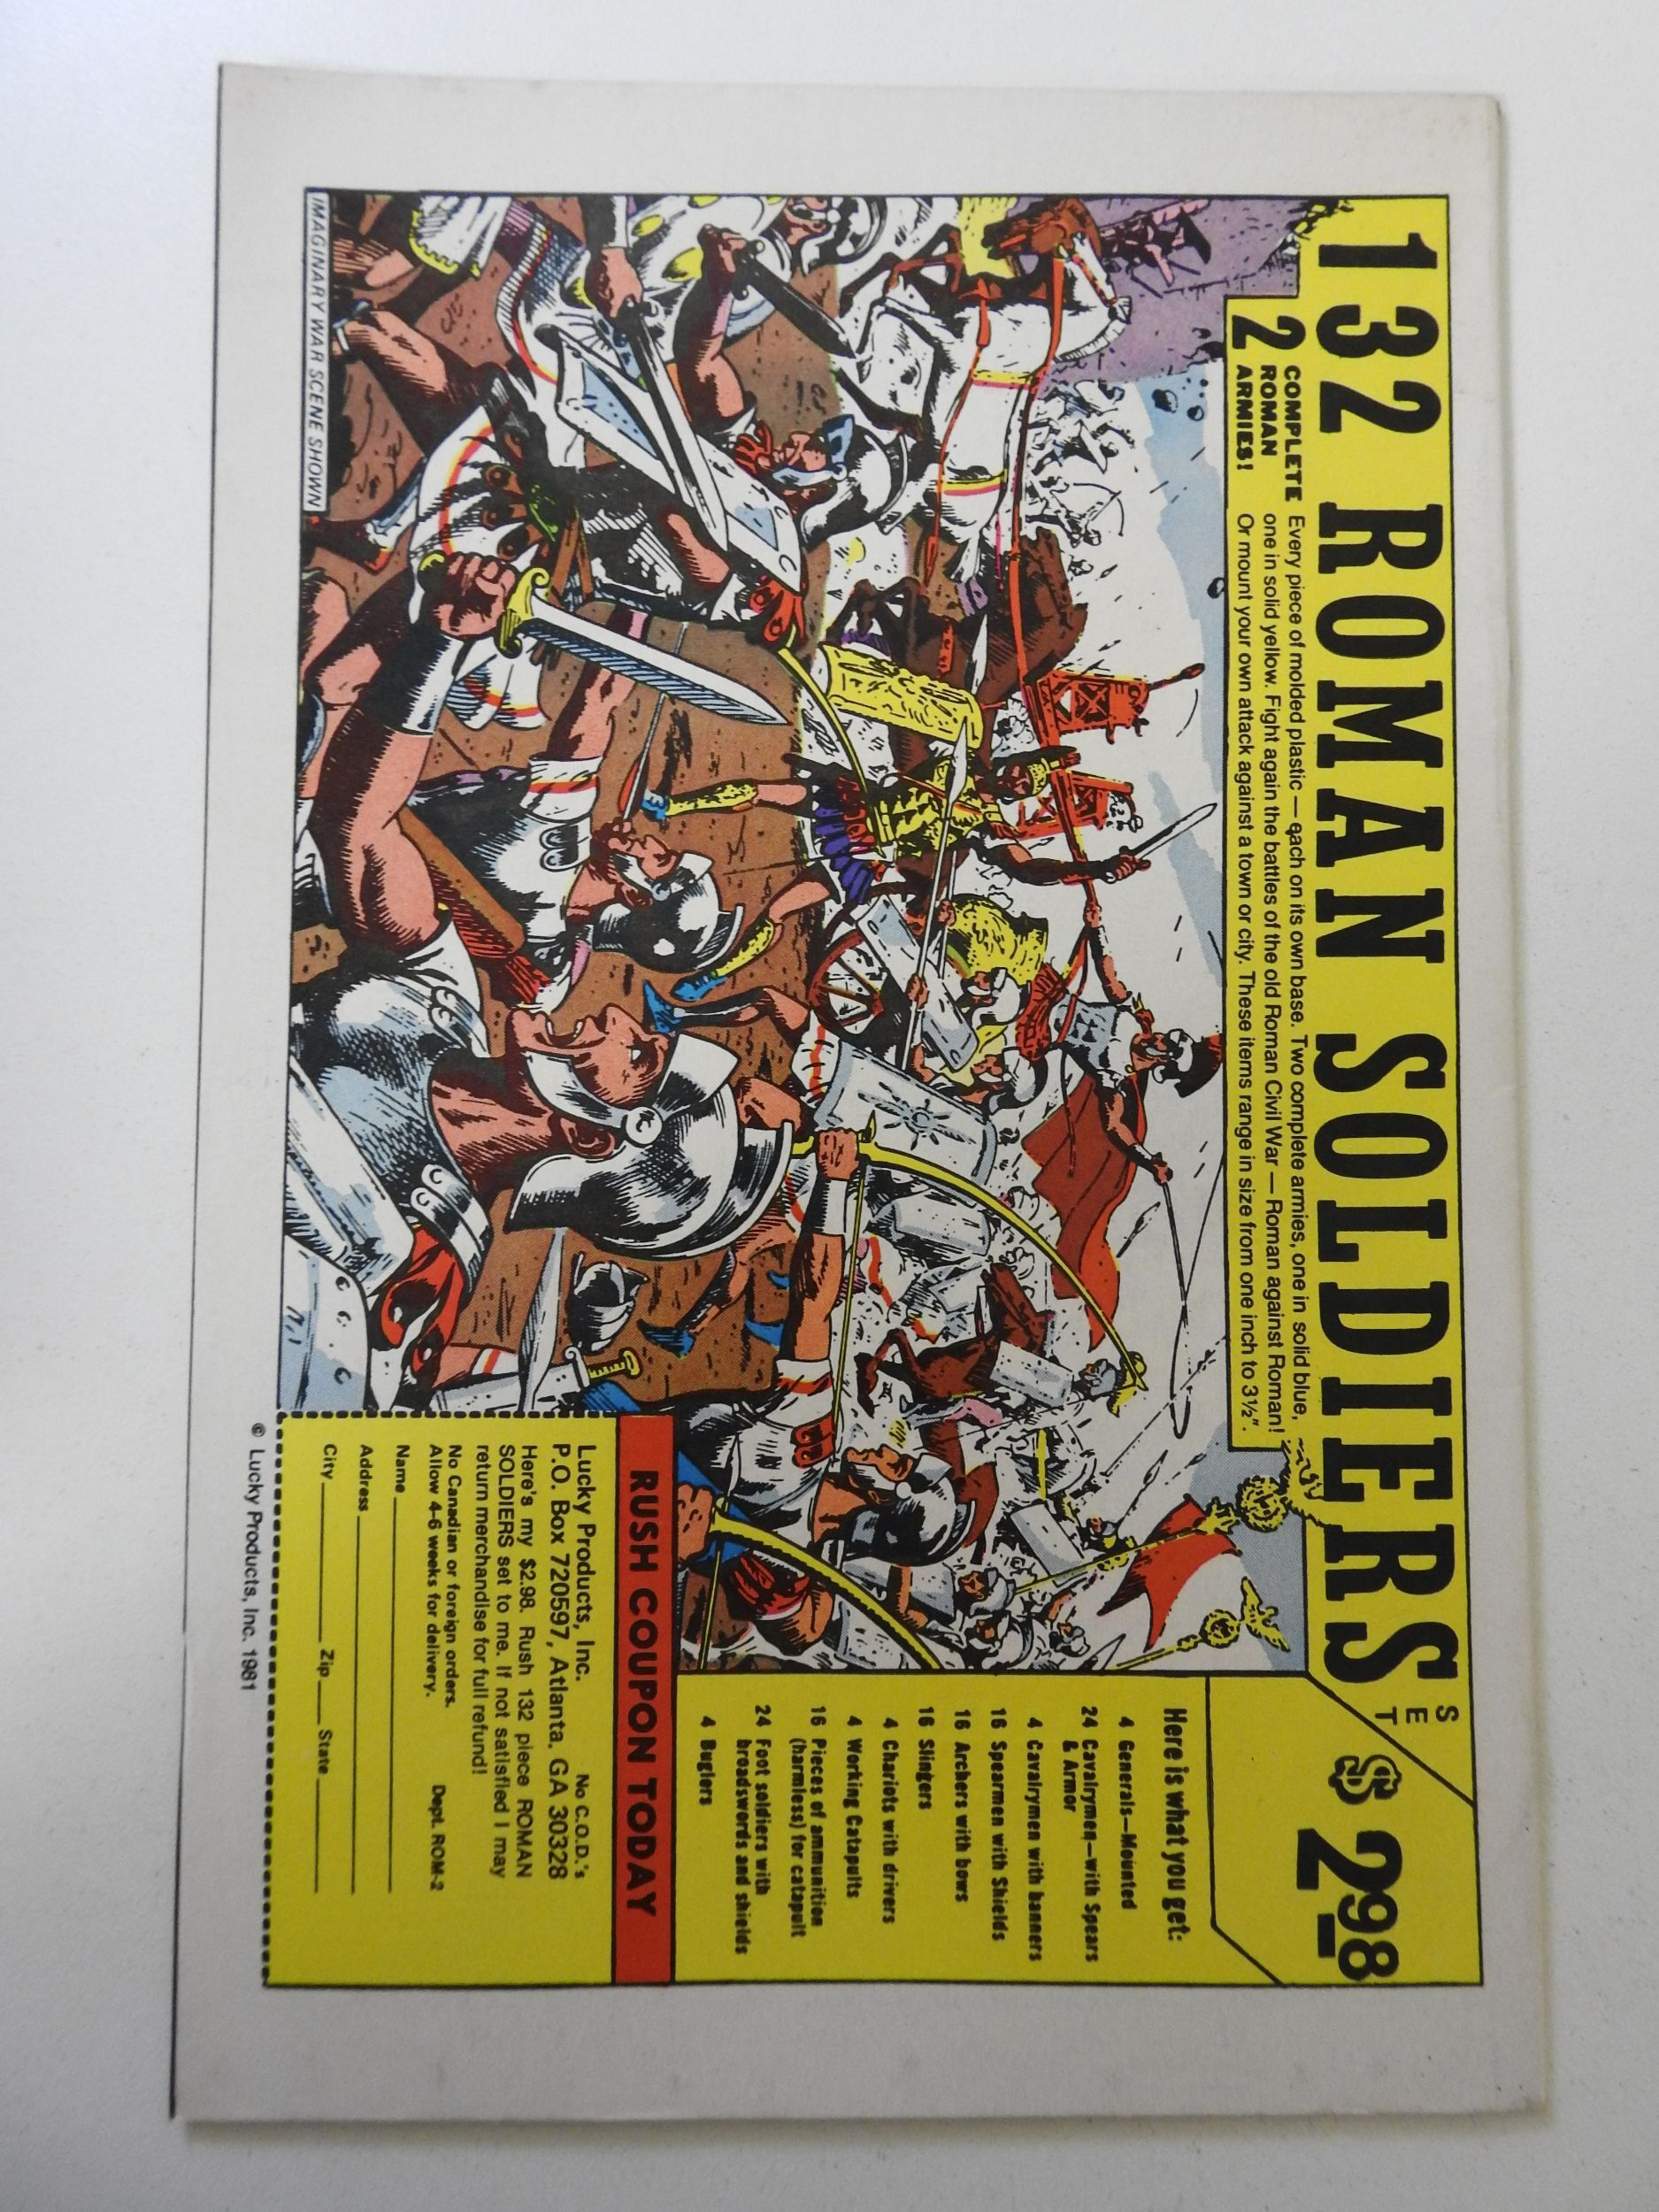 132 ROMAN SOLDIERS
SET
$2.98
2 COMPLETE
ROMAN
ARMIES!
Every piece of molded plastic — each on its own base. Two complete armies, one in solid blue,
one in solid yellow. Fight again the battles of the old Roman Civil War — Roman against Roman!
Or mount your own attack against a town or city. These items range in size from one inch to 3½".
Here is what you get:
4 Generals—Mounted
24 Cavalrymen—with Spears
& Armor
4 Cavalrymen with banners
16 Spearmen with Shields
16 Archers with bows
16 Slingers
4 Chariots with drivers
4 Working Catapults
16 Pieces of ammunition
(harmless) for catapult
24 Foot soldiers with
broadswords and shields
4 Buglers
IMAGINARY WAR SCENE SHOWN
RUSH COUPON TODAY
Lucky Products, Inc. No C.O.D.'s
P.O. Box 720597, Atlanta, GA 30328
Here's my $2.98. Rush 132 piece ROMAN
SOLDIERS set to me. If not satisfied I may
return merchandise for full refund!
No Canadian or foreign orders.
Allow 4-6 weeks for delivery. Dept. ROM-2
Name
Address
City Zip State
© Lucky Products, Inc. 1981